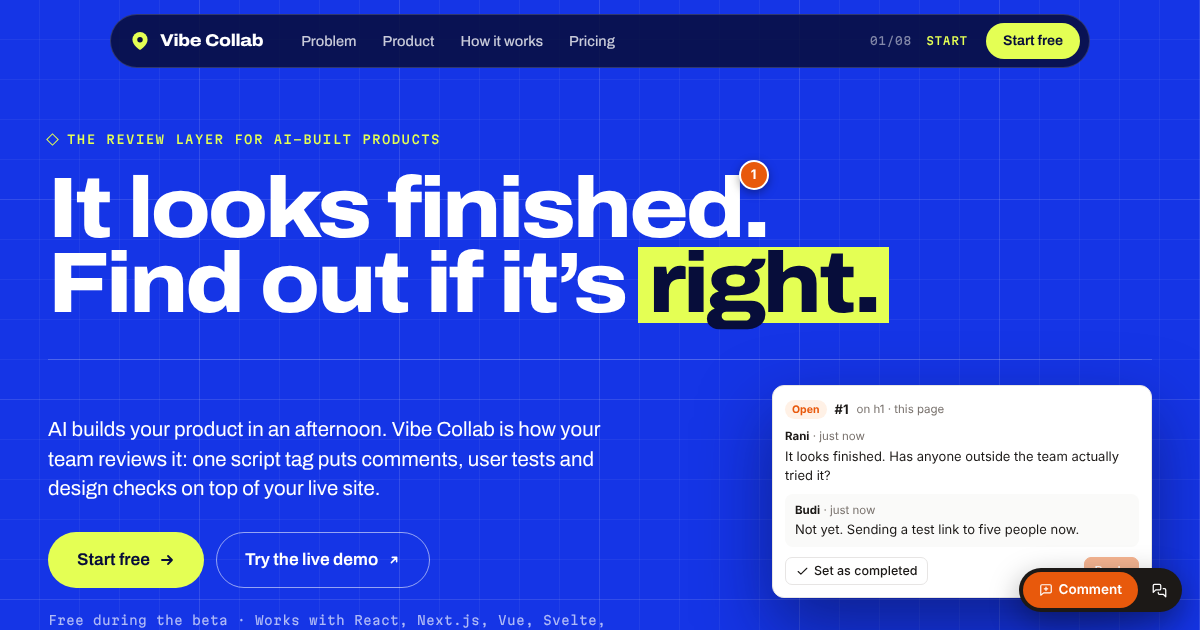 Vibe Collab Problem Product How it works Pricing 01/08 START Start free
THE REVIEW LAYER FOR AI-BUILT PRODUCTS
1
It looks finished.
Find out if it’s right.
AI builds your product in an afternoon. Vibe Collab is how your
team reviews it: one script tag puts comments, user tests and
design checks on top of your live site.
Start free → Try the live demo ↗
Free during the beta · Works with React, Next.js, Vue, Svelte,
Open #1 on h1 · this page
Rani · just now
It looks finished. Has anyone outside the team actually
tried it?
Budi · just now
Not yet. Sending a test link to five people now.
Set as completed
Comment